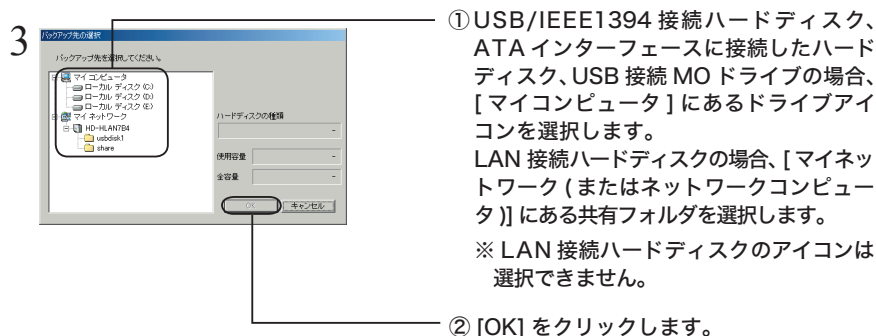 3
バックアップ先の選択
バックアップ先を選択してください。
マイ コンピュータ
ローカル ディスク (C:)
ローカル ディスク (D:)
ローカル ディスク (E:)
マイ ネットワーク
HD-HLAN7B4
usbdisk1
share
ハードディスクの種類
-
使用容量 -
全容量 -
OK キャンセル
①USB/IEEE1394 接続ハードディスク、
ATA インターフェースに接続したハード
ディスク、USB 接続 MO ドライブの場合、
[ マイコンピュータ ] にあるドライブアイ
コンを選択します。
LAN 接続ハードディスクの場合、[ マイネッ
トワーク ( またはネットワークコンピュー
タ )] にある共有フォルダを選択します。
※ LAN 接続ハードディスクのアイコンは
選択できません。
② [OK] をクリックします。